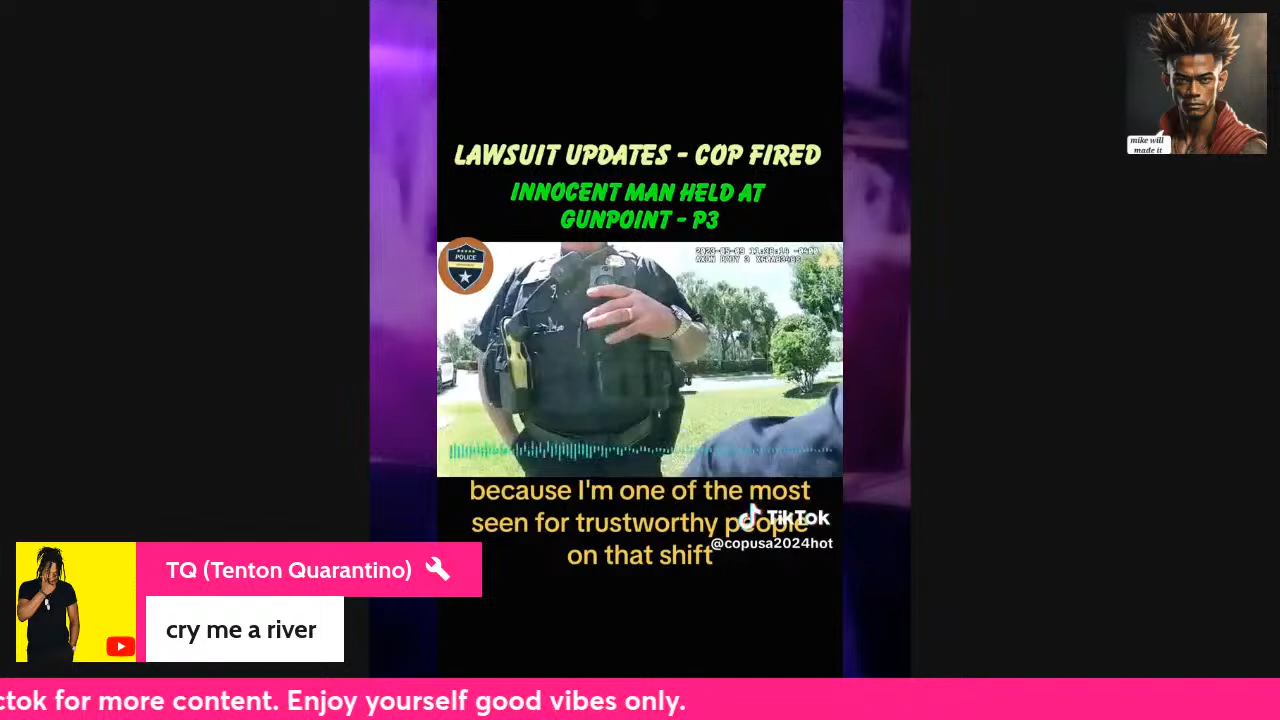 mike will
made it
LAWSUIT UPDATES - COP FIRED
INNOCENT MAN HELD AT
GUNPOINT - P3
POLICE
because I'm one of the most
seen for trustworthy people
on that shift
TikTok
@copusa2024hot
TQ (Tenton Quarantino)
cry me a river
ctok for more content. Enjoy yourself good vibes only.